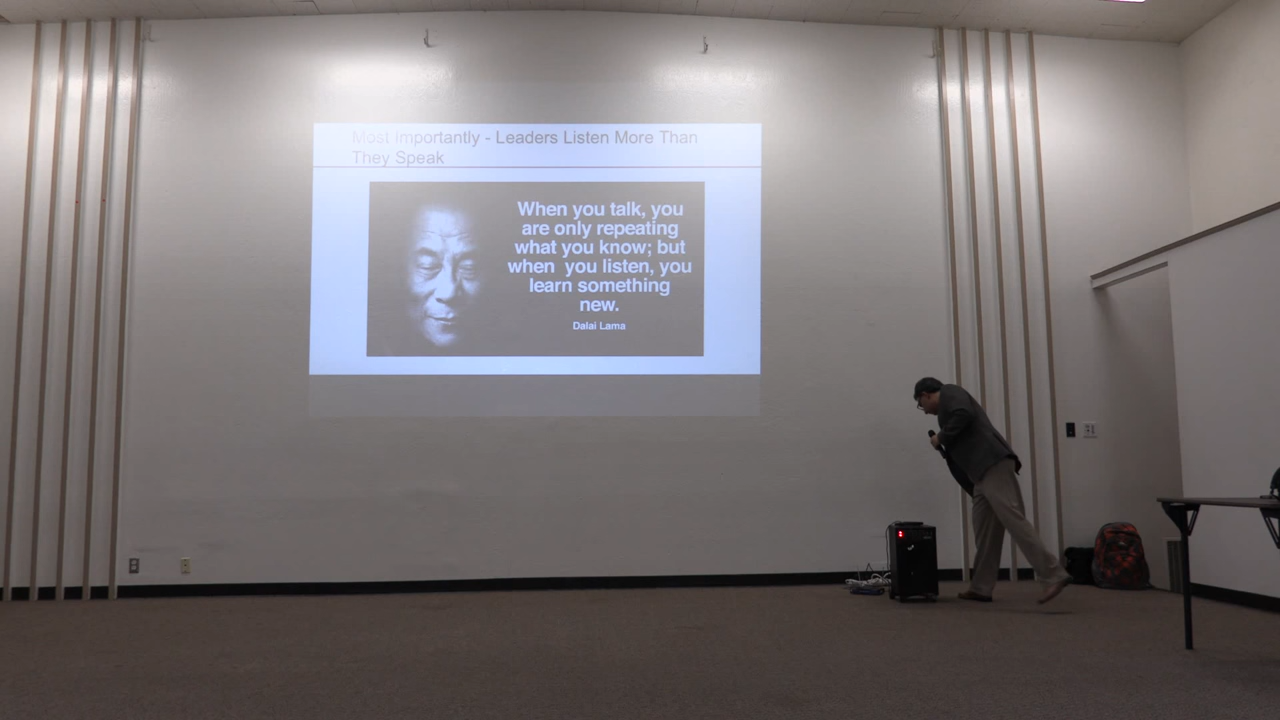 Most Importantly - Leaders Listen More Than
They Speak
When you talk, you
are only repeating
what you know; but
when you listen, you
learn something
new.
Dalai Lama